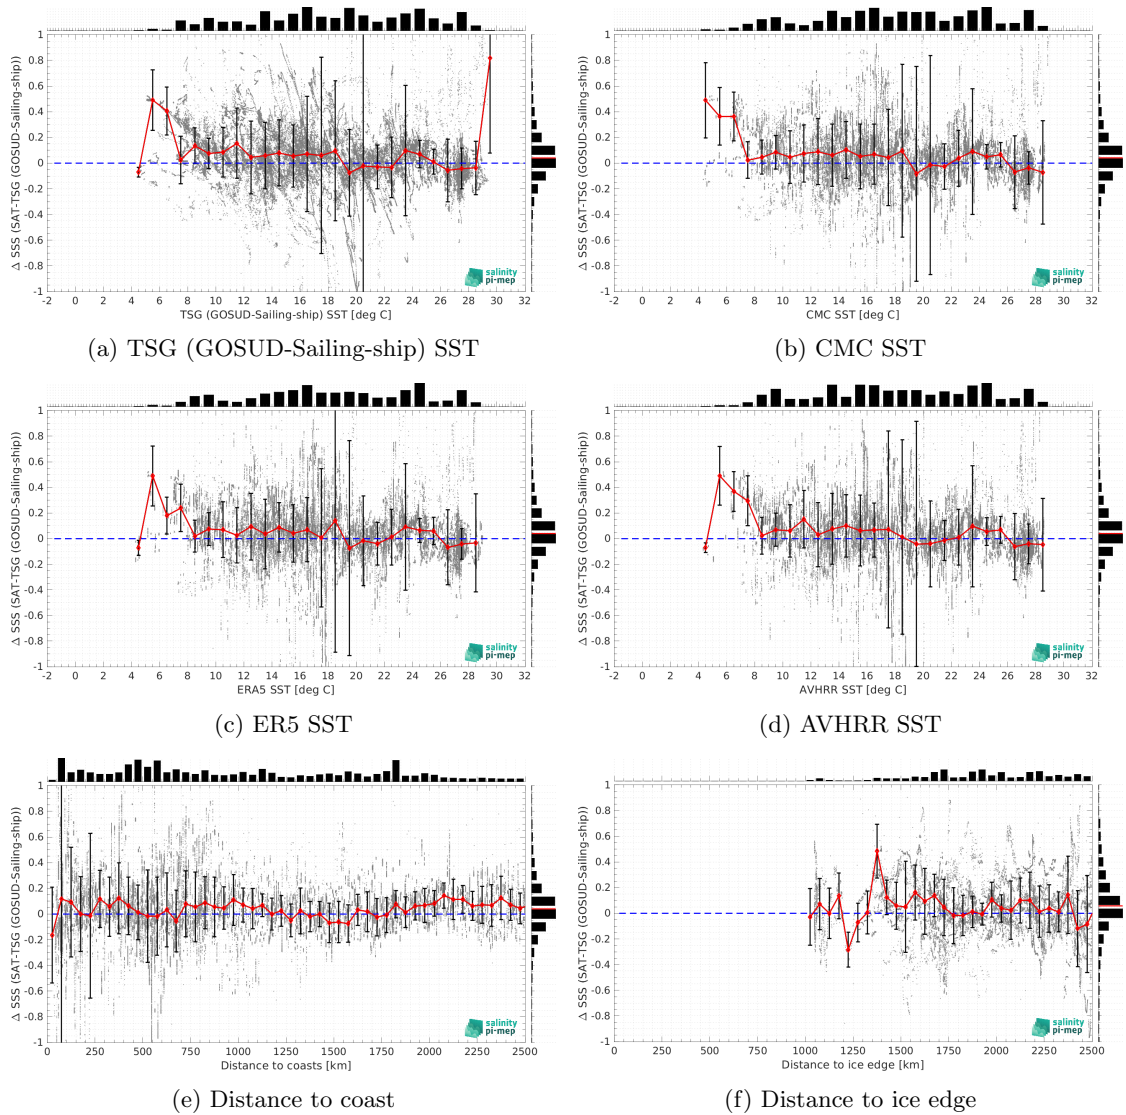 Δ SSS (SAT-TSG (GOSUD-Sailing-ship))
1
0.8
0.6
0.4
0.2
0
-0.2
-0.4
-0.6
-0.8
-1
salinity
pi-mep
-2 0 2 4 6 8 10 12 14 16 18 20 22 24 26 28 30 32
TSG (GOSUD-Sailing-ship) SST [deg C]
(a) TSG (GOSUD-Sailing-ship) SST
Δ SSS (SAT-TSG (GOSUD-Sailing-ship))
1
0.8
0.6
0.4
0.2
0
-0.2
-0.4
-0.6
-0.8
-1
salinity
pi-mep
-2 0 2 4 6 8 10 12 14 16 18 20 22 24 26 28 30 32
CMC SST [deg C]
(b) CMC SST
Δ SSS (SAT-TSG (GOSUD-Sailing-ship))
1
0.8
0.6
0.4
0.2
0
-0.2
-0.4
-0.6
-0.8
-1
salinity
pi-mep
-2 0 2 4 6 8 10 12 14 16 18 20 22 24 26 28 30 32
ERA5 SST [deg C]
(c) ER5 SST
Δ SSS (SAT-TSG (GOSUD-Sailing-ship))
1
0.8
0.6
0.4
0.2
0
-0.2
-0.4
-0.6
-0.8
-1
salinity
pi-mep
-2 0 2 4 6 8 10 12 14 16 18 20 22 24 26 28 30 32
AVHRR SST [deg C]
(d) AVHRR SST
Δ SSS (SAT-TSG (GOSUD-Sailing-ship))
1
0.8
0.6
0.4
0.2
0
-0.2
-0.4
-0.6
-0.8
-1
salinity
pi-mep
0 250 500 750 1000 1250 1500 1750 2000 2250 2500
Distance to coasts [km]
(e) Distance to coast
Δ SSS (SAT-TSG (GOSUD-Sailing-ship))
1
0.8
0.6
0.4
0.2
0
-0.2
-0.4
-0.6
-0.8
-1
salinity
pi-mep
0 250 500 750 1000 1250 1500 1750 2000 2250 2500
Distance to ice edge [km]
(f) Distance to ice edge